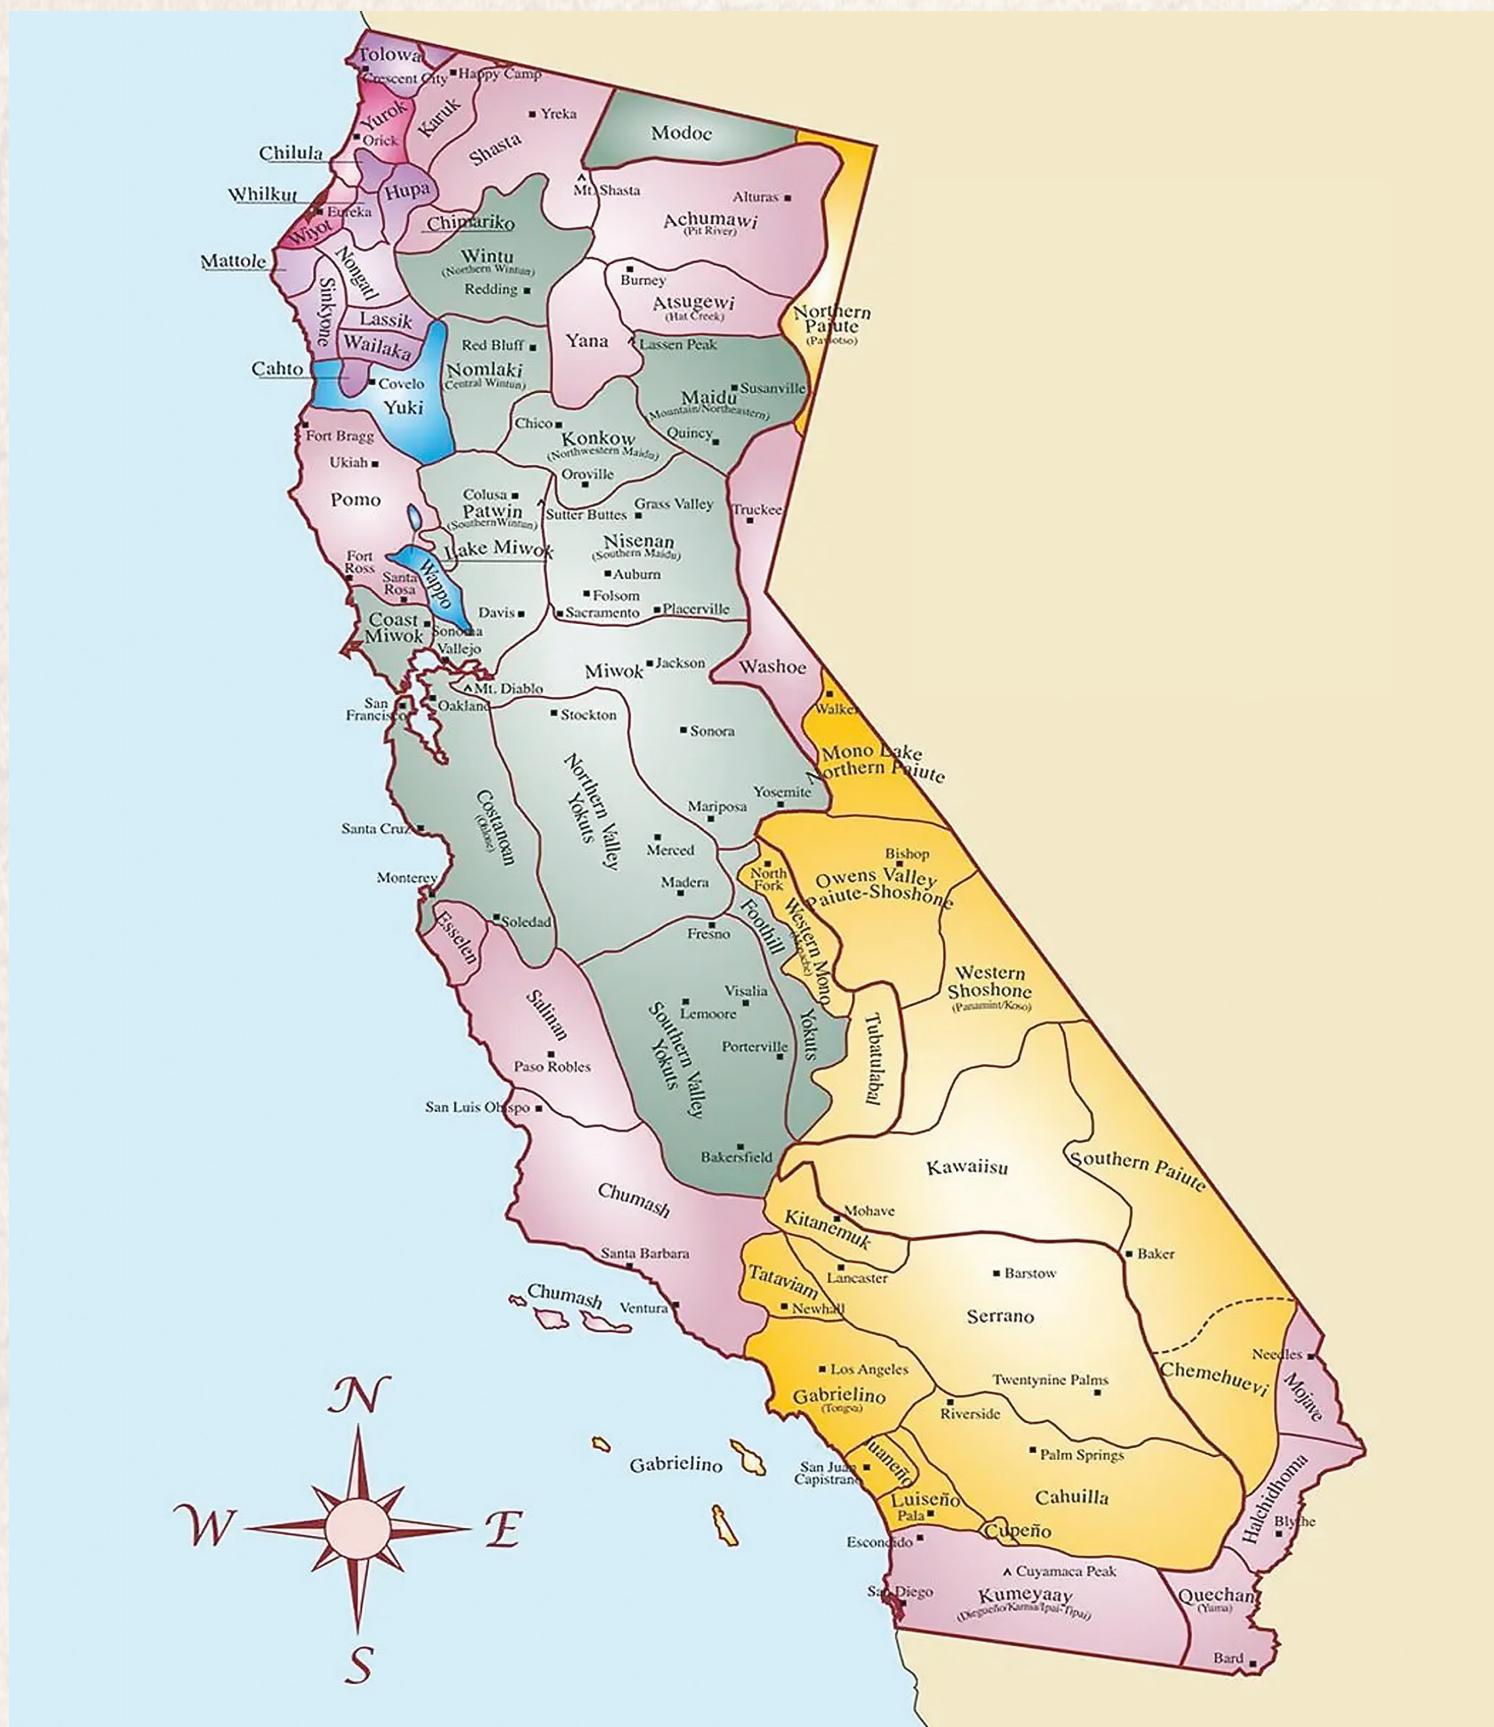 Tolowa
Crescent City
Happy Camp
Yurok
Karuk
Yreka
Orick
Shasta
Modoc
Chilula
Hupa
Mt. Shasta
Alturas
Whilkut
Eureka
Wiyot
Chimariko
Achumawi
(Pit River)
Mattole
Nongatl
Wintu
(Northern Wintun)
Redding
Burney
Sinkyone
Atsugewi
(Hat Creek)
Northern
Paiute
(Paviotso)
Lassik
Wailaka
Yana
Red Bluff
Lassen Peak
Cahto
Covelo
Nomlaki
(Central Wintun)
Susanville
Maidu
(Mountain/Northeastern)
Yuki
Chico
Quincy
Fort Bragg
Konkow
(Northwestern Maidu)
Ukiah
Oroville
Pomo
Colusa
Patwin
(Southern Wintun)
Sutter Buttes
Grass Valley
Truckee
Lake Miwok
Nisenan
(Southern Maidu)
Fort
Ross
Santa
Rosa
Wappo
Auburn
Folsom
Davis
Sacramento
Placerville
Coast
Miwok
Sonoma
Vallejo
Miwok
Jackson
Washoe
Mt. Diablo
San
Francisco
Oakland
Stockton
Sonora
Walker
Mono Lake
Northern Paiute
Northern Valley
Yokuts
Yosemite
Mariposa
Costanoan
(Ohlone)
Santa Cruz
Merced
Bishop
Owens Valley
Paiute-Shoshone
North
Fork
Monterey
Madera
Esselen
Soledad
Fresno
Foothill
Yokuts
Western Mono
(Monache)
Western
Shoshone
(Panamint/Koso)
Salinan
Visalia
Lemoore
Southern Valley
Yokuts
Porterville
Tubatulabal
Paso Robles
San Luis Obispo
Bakersfield
Kawaiisu
Southern Paiute
Chumash
Mohave
Kitanemuk
Santa Barbara
Baker
Tataviam
Lancaster
Barstow
Chumash
Ventura
Newhall
Serrano
Needles
Los Angeles
Chemehuevi
Mojave
Gabrielino
(Tongva)
Twentynine Palms
Riverside
N
Juaneño
Palm Springs
Gabrielino
San Juan
Capistrano
Luiseño
Pala
Cahuilla
Halchidhoma
W
E
Cupeño
Blythe
Escondido
Cuyamaca Peak
San Diego
Kumeyaay
(Diegueño/Kamia/Ipai-Tipai)
Quechan
(Yuma)
S
Bard